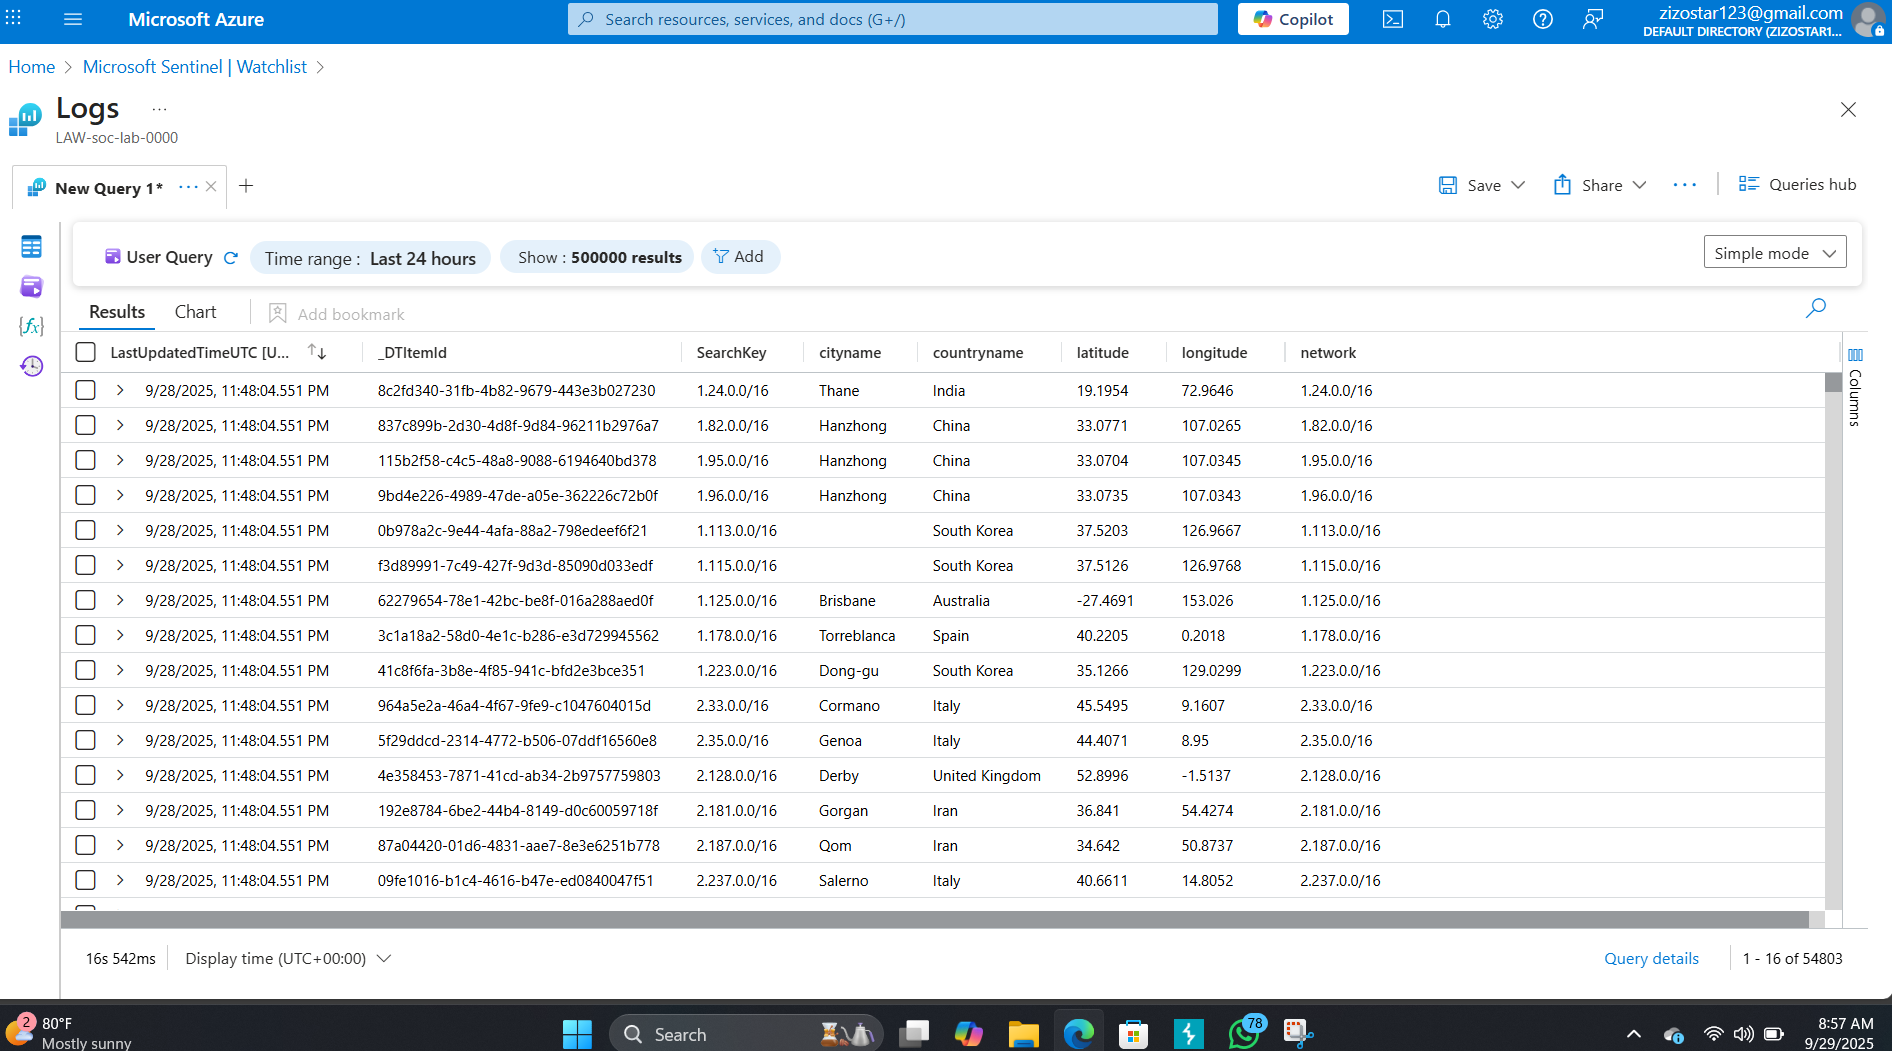 Microsoft Azure
Search resources, services, and docs (G+/)
Copilot
zizostar123@gmail.com
DEFAULT DIRECTORY (ZIZOSTAR1...
Home > Microsoft Sentinel | Watchlist >
Logs ...
LAW-soc-lab-0000
New Query 1* ... × +
Save
Share
...
Queries hub
User Query
Time range : Last 24 hours
Show : 500000 results
Add
Simple mode
Results
Chart
Add bookmark
LastUpdatedTimeUTC [U... ↑↓ _DTItemId SearchKey cityname countryname latitude longitude network
9/28/2025, 11:48:04.551 PM 8c2fd340-31fb-4b82-9679-443e3b027230 1.24.0.0/16 Thane India 19.1954 72.9646 1.24.0.0/16
9/28/2025, 11:48:04.551 PM 837c899b-2d30-4d8f-9d84-96211b2976a7 1.82.0.0/16 Hanzhong China 33.0771 107.0265 1.82.0.0/16
9/28/2025, 11:48:04.551 PM 115b2f58-c4c5-48a8-9088-6194640bd378 1.95.0.0/16 Hanzhong China 33.0704 107.0345 1.95.0.0/16
9/28/2025, 11:48:04.551 PM 9bd4e226-4989-47de-a05e-362226c72b0f 1.96.0.0/16 Hanzhong China 33.0735 107.0343 1.96.0.0/16
9/28/2025, 11:48:04.551 PM 0b978a2c-9e44-4afa-88a2-798edeef6f21 1.113.0.0/16 South Korea 37.5203 126.9667 1.113.0.0/16
9/28/2025, 11:48:04.551 PM f3d89991-7c49-427f-9d3d-85090d033edf 1.115.0.0/16 South Korea 37.5126 126.9768 1.115.0.0/16
9/28/2025, 11:48:04.551 PM 62279654-78e1-42bc-be8f-016a288aed0f 1.125.0.0/16 Brisbane Australia -27.4691 153.026 1.125.0.0/16
9/28/2025, 11:48:04.551 PM 3c1a18a2-58d0-4e1c-b286-e3d729945562 1.178.0.0/16 Torreblanca Spain 40.2205 0.2018 1.178.0.0/16
9/28/2025, 11:48:04.551 PM 41c8f6fa-3b8e-4f85-941c-bfd2e3bce351 1.223.0.0/16 Dong-gu South Korea 35.1266 129.0299 1.223.0.0/16
9/28/2025, 11:48:04.551 PM 964a5e2a-46a4-4f67-9fe9-c1047604015d 2.33.0.0/16 Cormano Italy 45.5495 9.1607 2.33.0.0/16
9/28/2025, 11:48:04.551 PM 5f29ddcd-2314-4772-b506-07ddf16560e8 2.35.0.0/16 Genoa Italy 44.4071 8.95 2.35.0.0/16
9/28/2025, 11:48:04.551 PM 4e358453-7871-41cd-ab34-2b9757759803 2.128.0.0/16 Derby United Kingdom 52.8996 -1.5137 2.128.0.0/16
9/28/2025, 11:48:04.551 PM 192e8784-6be2-44b4-8149-d0c60059718f 2.181.0.0/16 Gorgan Iran 36.841 54.4274 2.181.0.0/16
9/28/2025, 11:48:04.551 PM 87a04420-01d6-4831-aae7-8e3e6251b778 2.187.0.0/16 Qom Iran 34.642 50.8737 2.187.0.0/16
9/28/2025, 11:48:04.551 PM 09fe1016-b1c4-4616-b47e-ed0840047f51 2.237.0.0/16 Salerno Italy 40.6611 14.8052 2.237.0.0/16
Columns
16s 542ms
Display time (UTC+00:00)
Query details
1 - 16 of 54803
2
80°F
Mostly sunny
Search
78
8:57 AM
9/29/2025